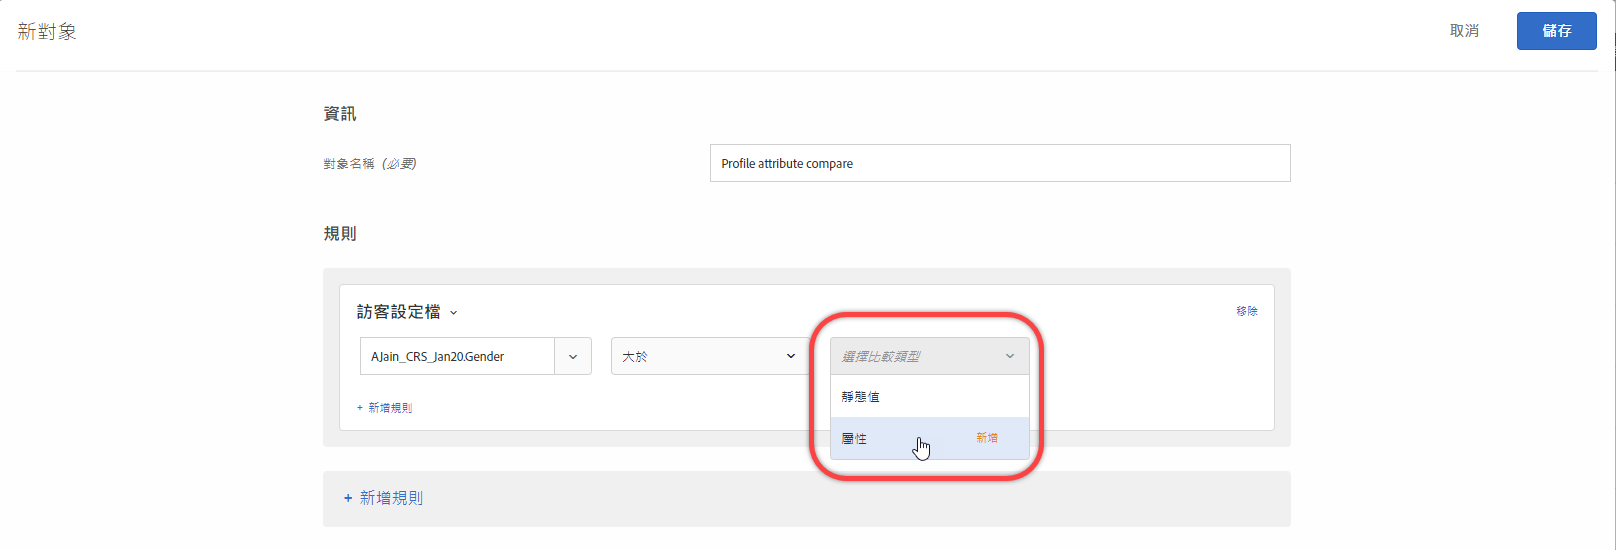 新對象
取消
儲存
資訊
對象名稱 (必要)
Profile attribute compare
規則
訪客設定檔
移除
AJain_CRS_Jan20.Gender
大於
選擇比較類型
靜態值
屬性 新增
+ 新增規則
+ 新增規則